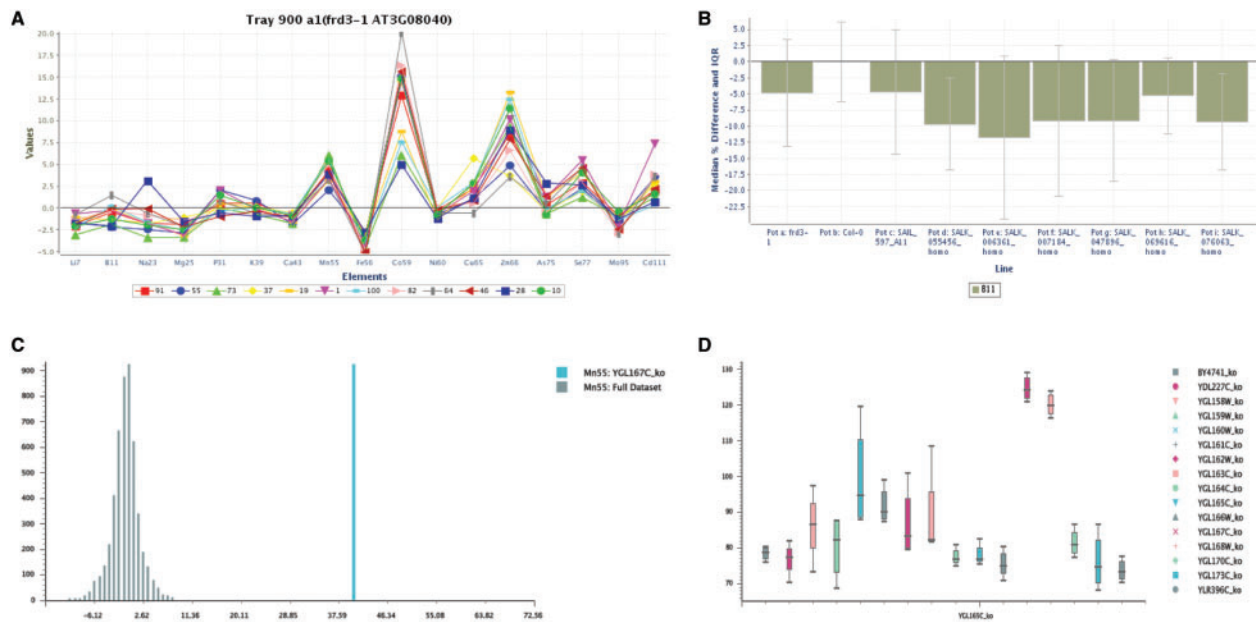 A
Tray 900 a1(frd3-1 AT3G08040)
Values
20.0
17.5
15.0
12.5
10.0
7.5
5.0
2.5
0.0
-2.5
-5.0
Li7 B11 Na23 Mg25 P31 K39 Ca43 Mn55 Fe56 Co59 Ni60 Cu65 Zn66 As75 Se77 Mo95 Cd111
Elements
91 55 73 37 19 1 100 82 64 46 28 10
B
Median % Difference and IQR
5.0
2.5
0.0
-2.5
-5.0
-7.5
-10.0
-12.5
-15.0
-17.5
-20.0
-22.5
Pot a: frd3-1
Pot b: Col-0
Pot c: SAIL_597_A11
Pot d: SALK_055456_homo
Pot e: SALK_006361_homo
Pot f: SALK_007184_homo
Pot g: SALK_047896_homo
Pot h: SALK_069616_homo
Pot i: SALK_076063_homo
Line
B11
C
900
800
700
600
500
400
300
200
100
0
-6.12 2.62 11.36 20.11 28.85 37.59 46.34 55.08 63.82 72.56
Mn55: YGL167C_ko
Mn55: Full Dataset
D
130
120
110
100
90
80
70
YGL165C_ko
BY4741_ko
YDL227C_ko
YGL158W_ko
YGL159W_ko
YGL160W_ko
YGL161C_ko
YGL162W_ko
YGL163C_ko
YGL164C_ko
YGL165C_ko
YGL166W_ko
YGL167C_ko
YGL168W_ko
YGL170C_ko
YGL173C_ko
YLR396C_ko